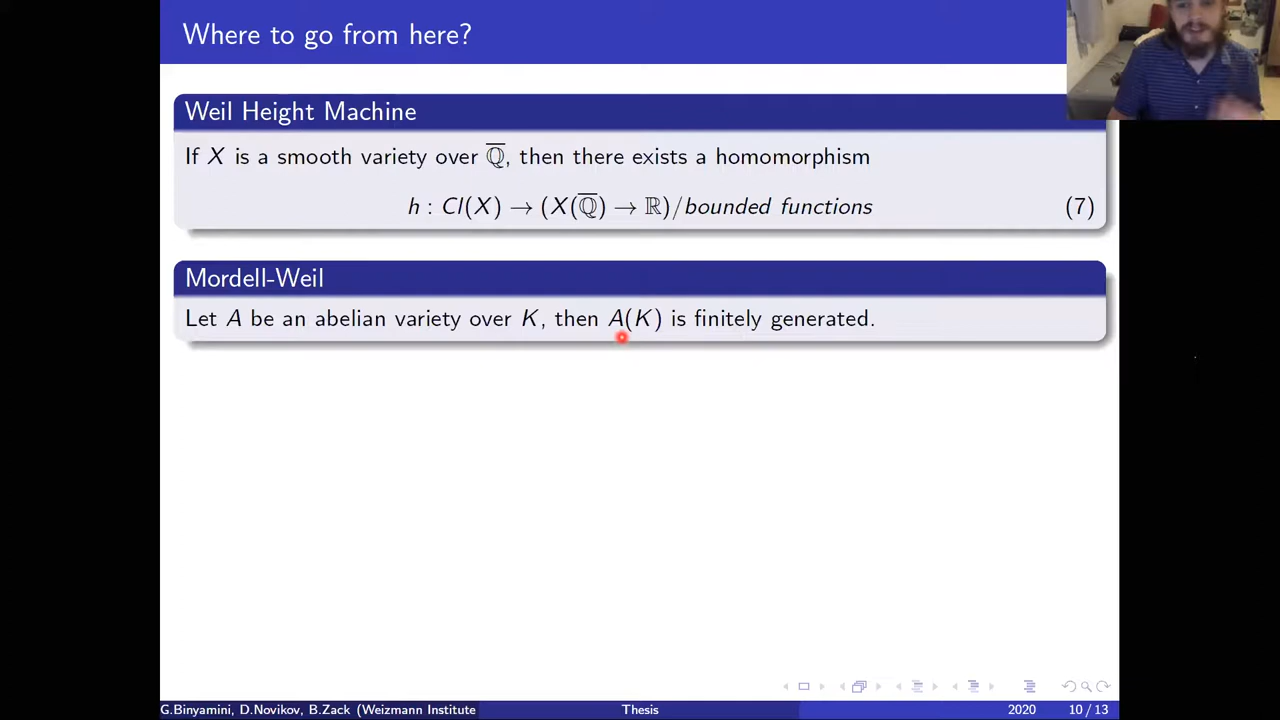 Where to go from here?
Weil Height Machine
If X is a smooth variety over ℚ̅, then there exists a homomorphism
h : Cl(X) → (X(ℚ̅) → ℝ)/bounded functions (7)
Mordell-Weil
Let A be an abelian variety over K, then A(K) is finitely generated.
G.Binyamini, D.Novikov, B.Zack (Weizmann Institute Thesis 2020 10 / 13